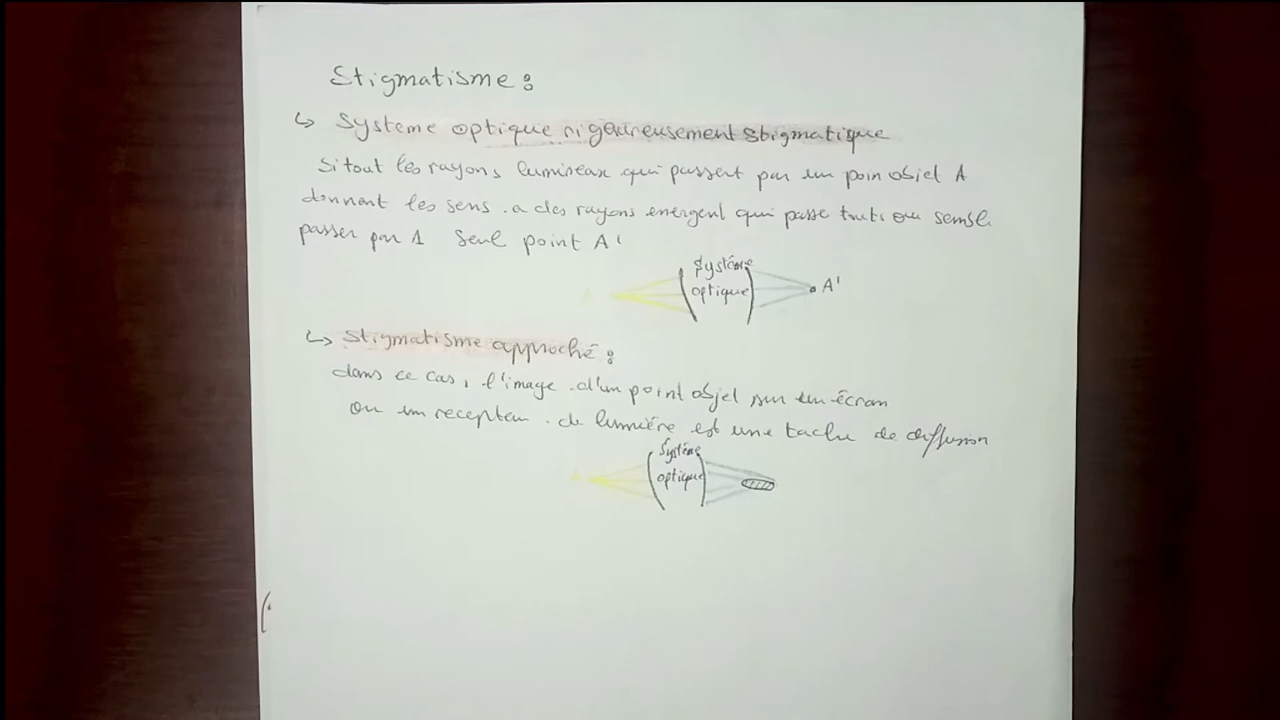 Stigmatisme :
↳ Systeme optique rigoureusement stigmatique
Si tout les rayons lumineux qui passent par un poin objet A
donnant les sens . a des rayons energent qui passe touts ou semble
passer par 1 Seul point A'
Système
optique
A'
↳ Stigmatisme approché :
dans ce cas, l'image d'un point objet sur un écran
ou un recepteur . de lumière est une tache de diffusion
Système
optique
A